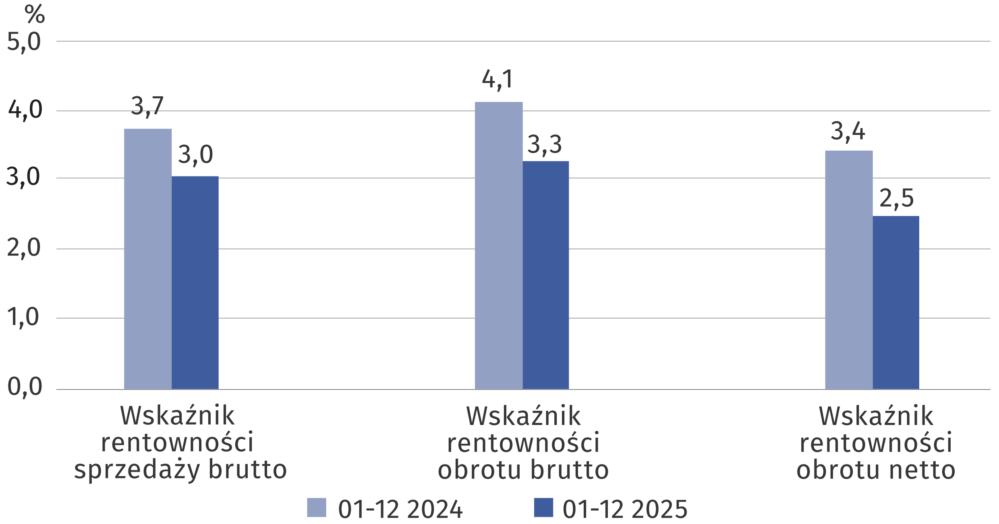 %
5,0
4,0
3,0
2,0
1,0
0,0
3,7
3,0
4,1
3,3
3,4
2,5
Wskaźnik
rentowności
sprzedaży brutto
Wskaźnik
rentowności
obrotu brutto
Wskaźnik
rentowności
obrotu netto
01-12 2024
01-12 2025